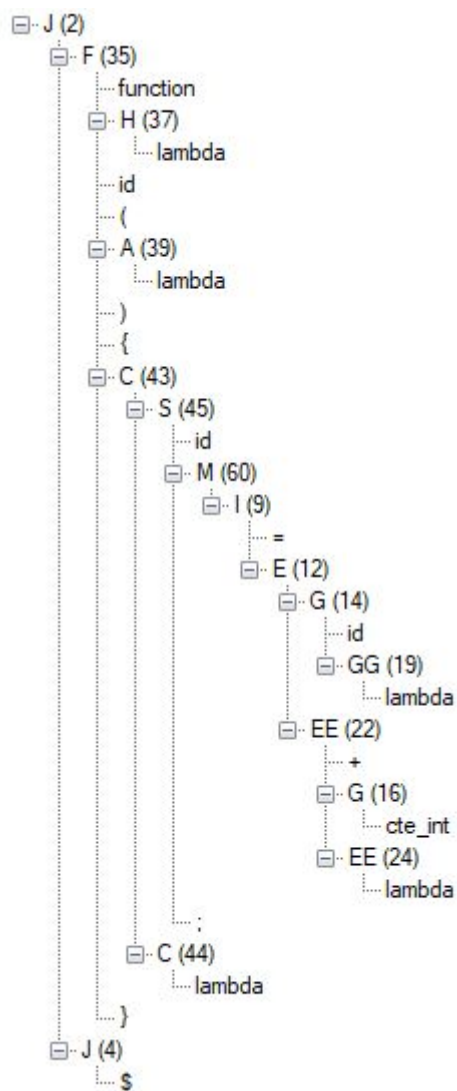 J (2)
F (35)
function
H (37)
lambda
id
(
A (39)
lambda
)
{
C (43)
S (45)
id
M (60)
I (9)
=
E (12)
G (14)
id
GG (19)
lambda
EE (22)
+
G (16)
cte_int
EE (24)
lambda
;
C (44)
lambda
}
J (4)
$